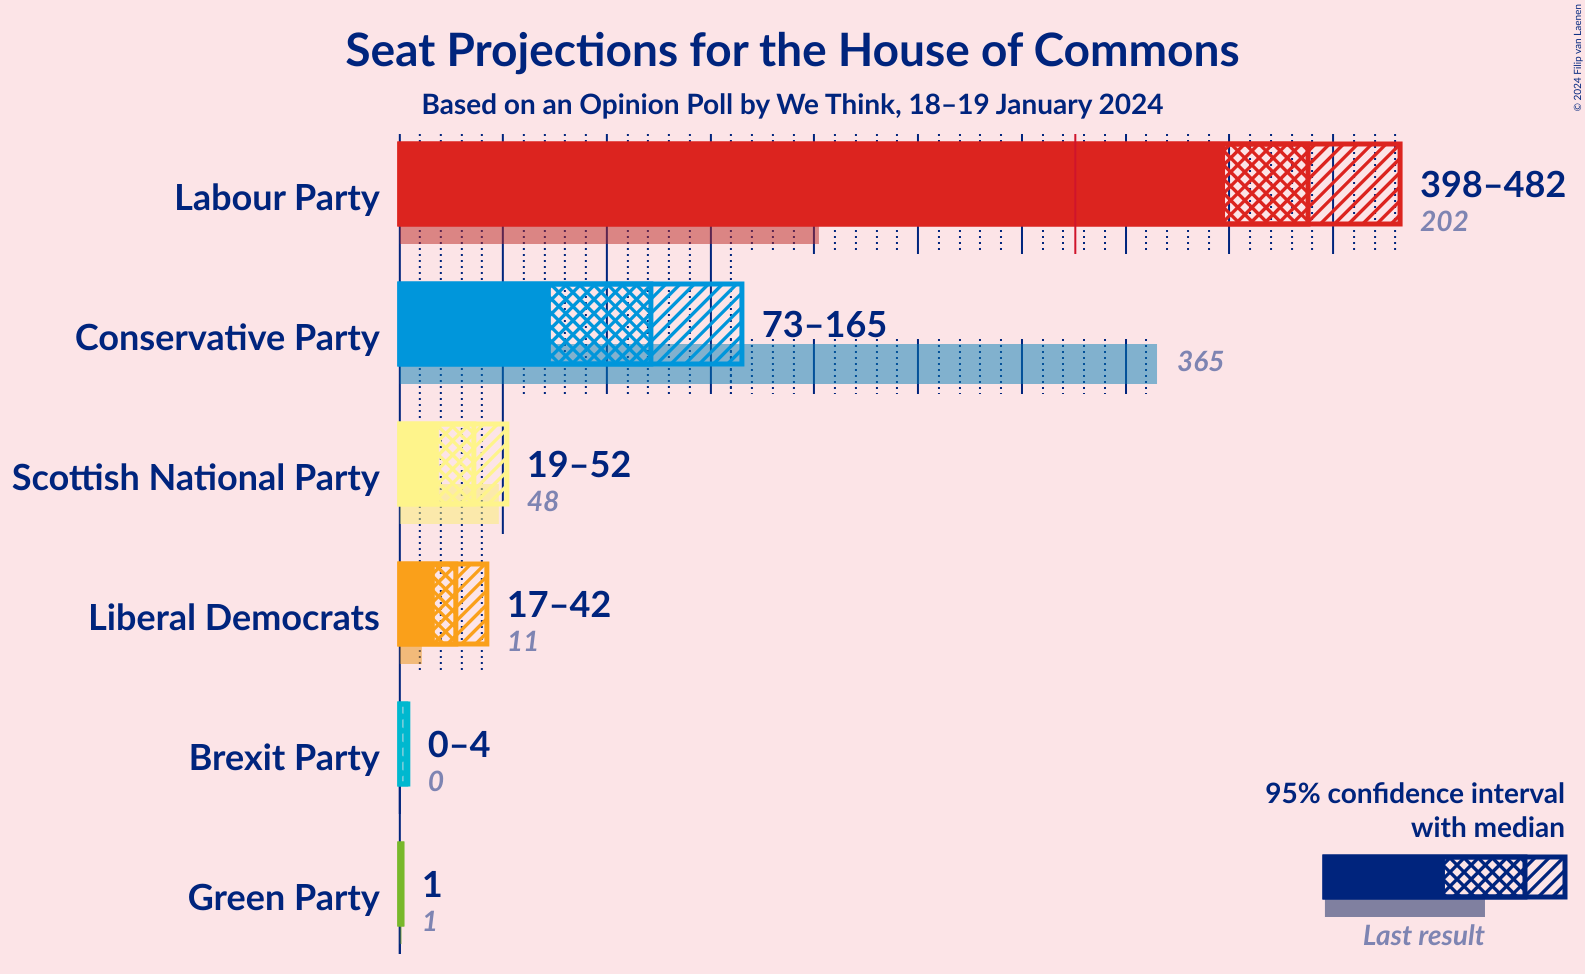 Seat Projections for the House of Commons
Based on an Opinion Poll by We Think, 18–19 January 2024
© 2024 Filip van Laenen
Labour Party
398–482
202
Conservative Party
73–165
365
Scottish National Party
19–52
48
Liberal Democrats
17–42
11
Brexit Party
0–4
0
Green Party
1
1
95% confidence interval
with median
Last result